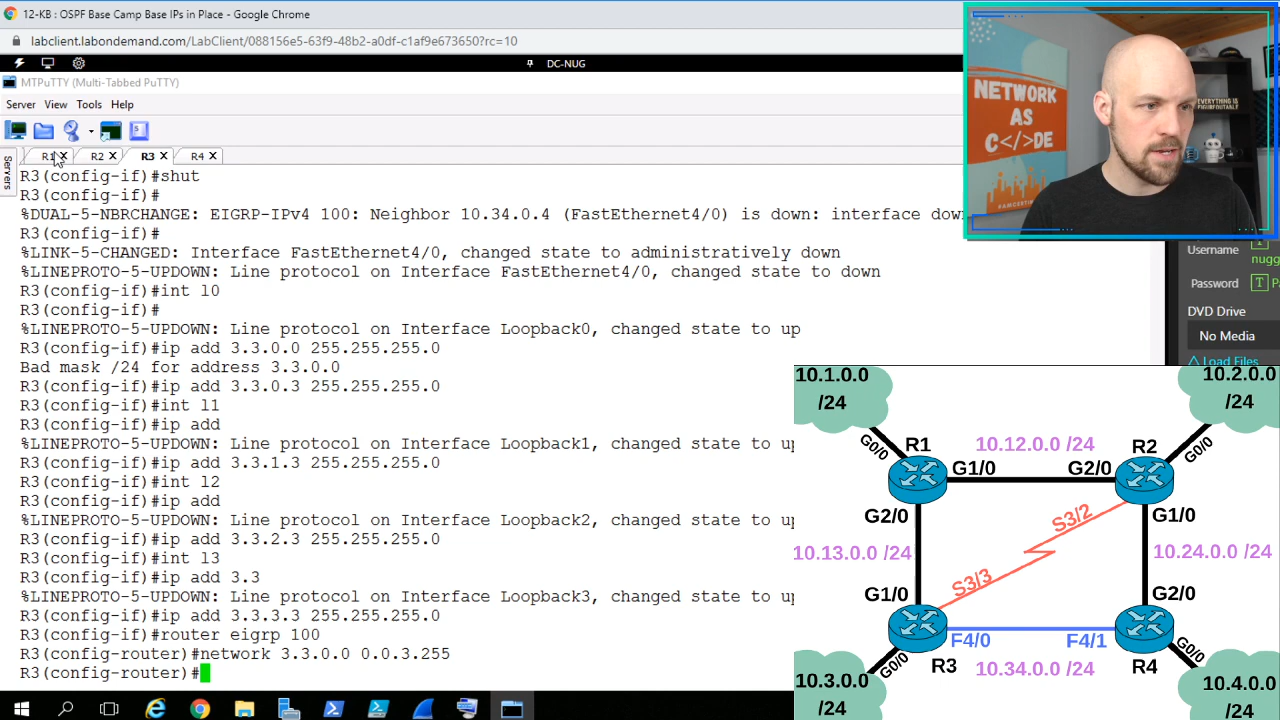 12-KB : OSPF Base Camp Base IPs in Place - Google Chrome
labclient.labondemand.com/LabClient/088156e5-63f9-48b2-a0df-c1af9e673650?rc=10
DC-NUG
MTPuTTY (Multi-Tabbed PuTTY)
Server View Tools Help
Servers
R1 R2 R3 R4
R3(config-if)#shut
R3(config-if)#
%DUAL-5-NBRCHANGE: EIGRP-IPv4 100: Neighbor 10.34.0.4 (FastEthernet4/0) is down: interface down
R3(config-if)#
%LINK-5-CHANGED: Interface FastEthernet4/0, changed state to administratively down
%LINEPROTO-5-UPDOWN: Line protocol on Interface FastEthernet4/0, changed state to down
R3(config-if)#int l0
R3(config-if)#
%LINEPROTO-5-UPDOWN: Line protocol on Interface Loopback0, changed state to up
R3(config-if)#ip add 3.3.0.0 255.255.255.0
Bad mask /24 for address 3.3.0.0
R3(config-if)#ip add 3.3.0.3 255.255.255.0
R3(config-if)#int l1
R3(config-if)#ip add
%LINEPROTO-5-UPDOWN: Line protocol on Interface Loopback1, changed state to up
R3(config-if)#ip add 3.3.1.3 255.255.255.0
R3(config-if)#int l2
R3(config-if)#ip add
%LINEPROTO-5-UPDOWN: Line protocol on Interface Loopback2, changed state to up
R3(config-if)#ip add 3.3.2.3 255.255.255.0
R3(config-if)#int l3
R3(config-if)#ip add 3.3
%LINEPROTO-5-UPDOWN: Line protocol on Interface Loopback3, changed state to up
R3(config-if)#ip add 3.3.3.3 255.255.255.0
R3(config-if)#router eigrp 100
R3(config-router)#network 3.3.0.0 0.0.3.255
R3(config-router)#
NETWORK
AS
C</>DE
EVERYTHING IS
Username
nugg
Password
DVD Drive
No Media
Load Files
10.1.0.0
/24
10.2.0.0
/24
G0/0
R1
10.12.0.0 /24
R2
G0/0
G1/0
G2/0
G2/0
S3/2
G1/0
10.13.0.0 /24
10.24.0.0 /24
S3/3
G1/0
G2/0
F4/0
F4/1
G0/0
R3
10.34.0.0 /24
R4
G0/0
10.3.0.0
/24
10.4.0.0
/24